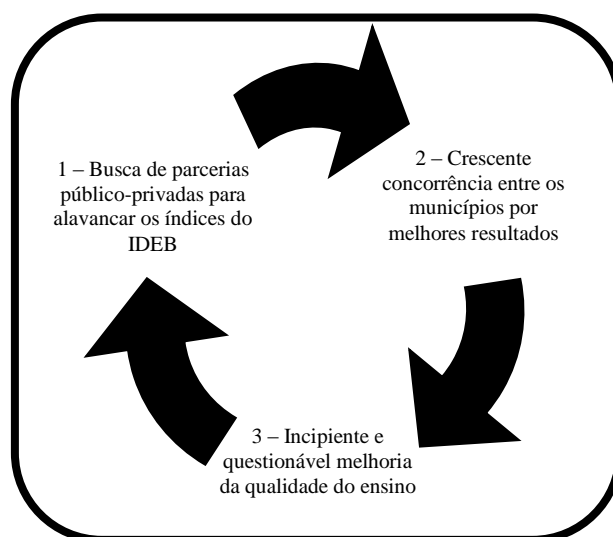 1 – Busca de parcerias
público-privadas para
alavancar os índices do
IDEB
2 – Crescente
concorrência entre os
municípios por
melhores resultados
3 – Incipiente e
questionável melhoria
da qualidade do ensino